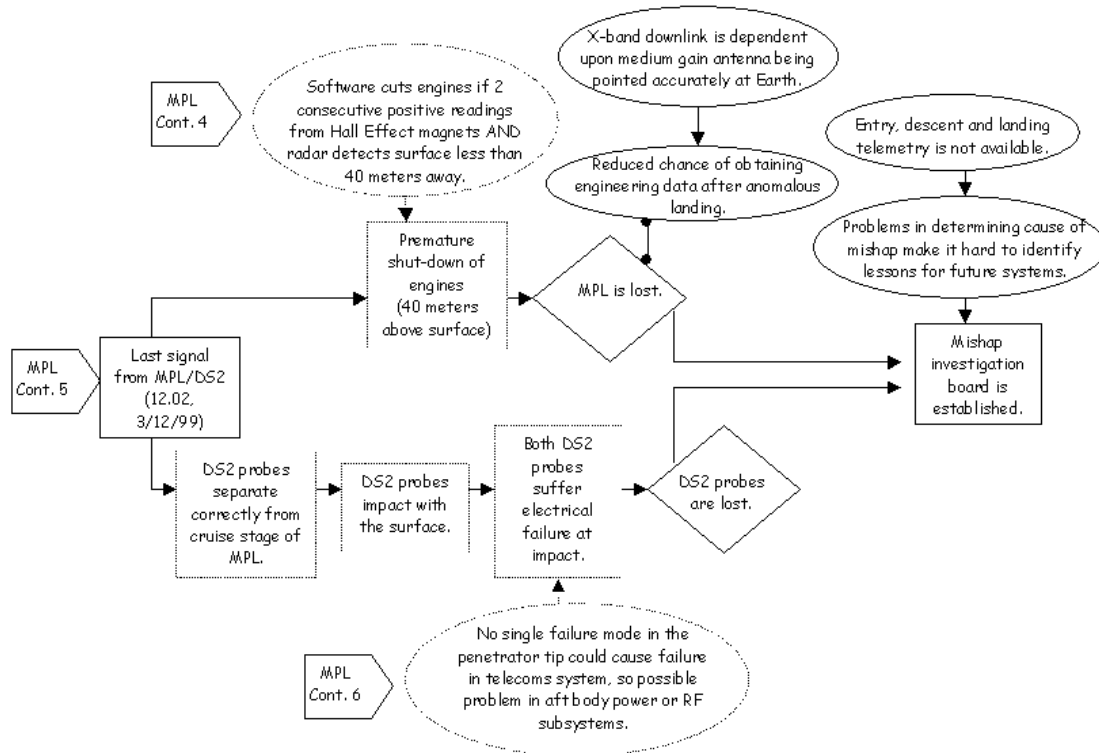 X-band downlink is dependent
upon medium gain antenna being
pointed accurately at Earth.
MPL
Cont. 4
Software cuts engines if 2
consecutive positive readings
from Hall Effect magnets AND
radar detects surface less than
40 meters away.
Entry, descent and landing
telemetry is not available.
Reduced chance of obtaining
engineering data after anomalous
landing.
Problems in determining cause of
mishap make it hard to identify
lessons for future systems.
Premature
shut-down of
engines
(40 meters
above surface)
MPL is lost.
MPL
Cont. 5
Last signal
from MPL/DS2
(12.02,
3/12/99)
Mishap
investigation
board is
established.
DS2 probes
separate
correctly from
cruise stage of
MPL.
DS2 probes
impact with
the surface.
Both DS2
probes
suffer
electrical
failure at
impact.
DS2 probes
are lost.
MPL
Cont. 6
No single failure mode in the
penetrator tip could cause failure
in telecoms system, so possible
problem in aft body power or RF
subsystems.